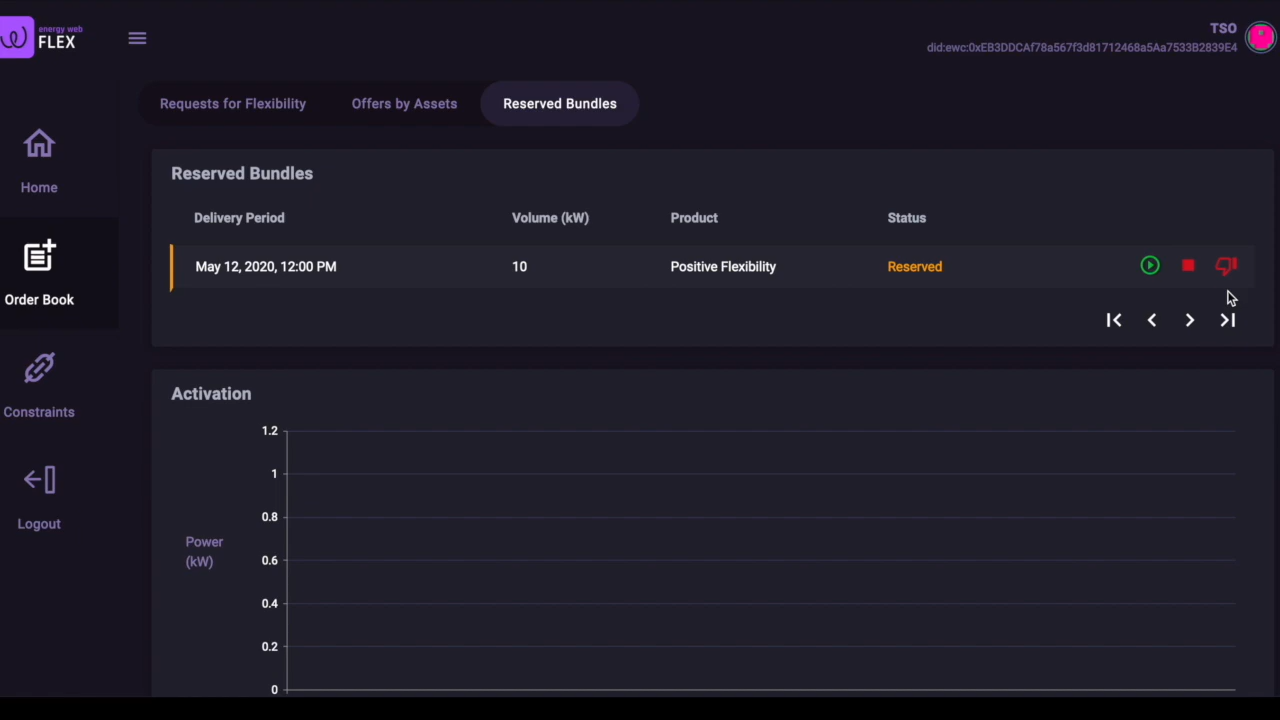 energy web
FLEX
TSO
did:ewc:0xEB3DDCAf78a567f3d81712468a5Aa7533B2839E4
Requests for Flexibility
Offers by Assets
Reserved Bundles
Home
Order Book
Constraints
Logout
Reserved Bundles
Delivery Period Volume (kW) Product Status
May 12, 2020, 12:00 PM 10 Positive Flexibility Reserved
Activation
Power
(kW)
1.2
1
0.8
0.6
0.4
0.2
0